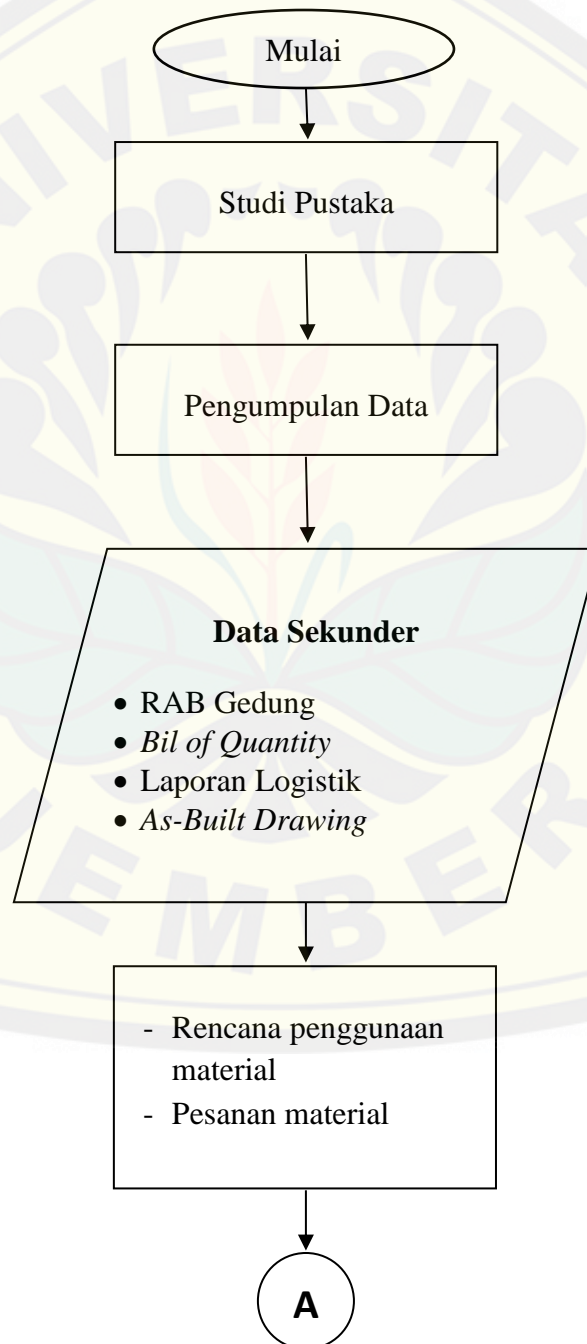 Mulai
Studi Pustaka
Pengumpulan Data
Data Sekunder
• RAB Gedung
• Bil of Quantity
• Laporan Logistik
• As-Built Drawing
- Rencana penggunaan
material
- Pesanan material
A